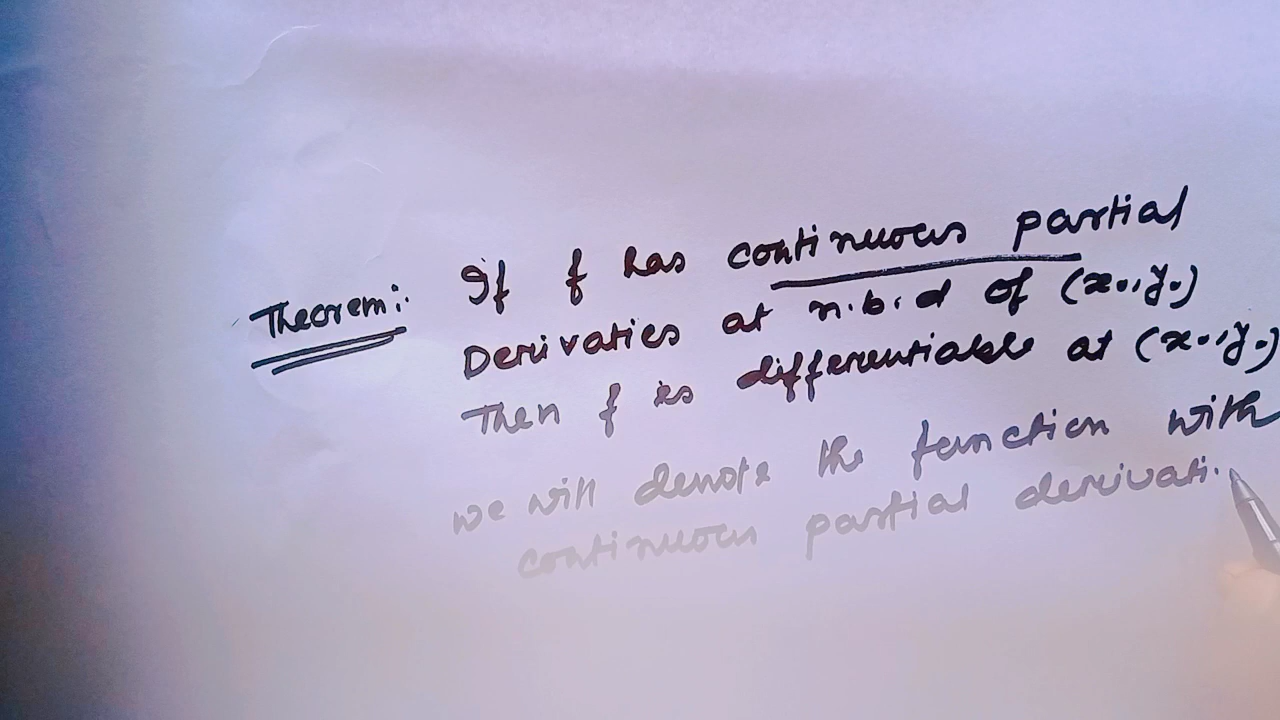 Theorem: If f has continuous partial
Derivaties at n.b.d of (x₀,y₀)
Then f is differentiable at (x₀,y₀)
we will denote the function with
continuous partial derivati